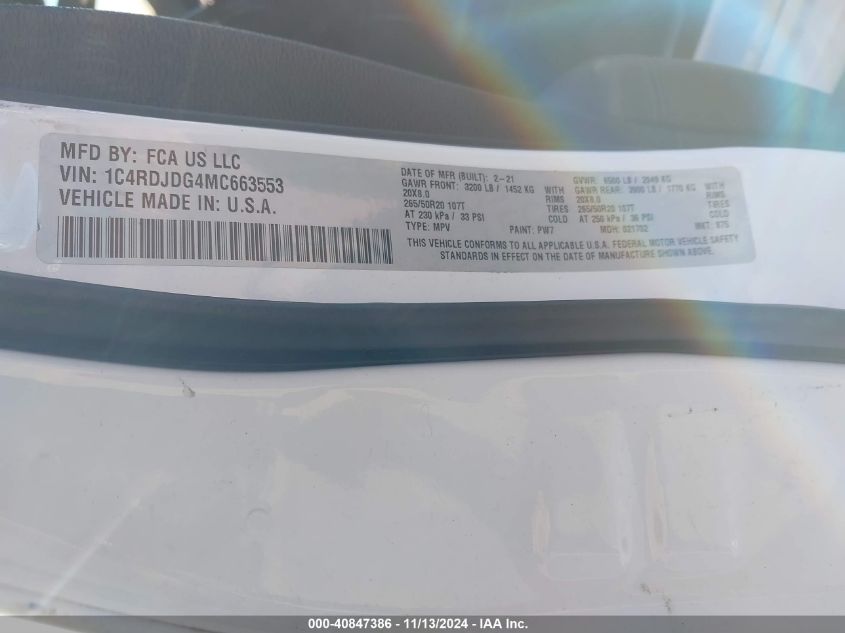 MFD BY: FCA US LLC
VIN: 1C4RDJDG4MC663553
VEHICLE MADE IN: U.S.A.
DATE OF MFR (BUILT): 2-21 GVWR: 6500 LB / 2949 KG
GAWR FRONT: 3200 LB / 1452 KG WITH GAWR REAR: 3900 LB / 1770 KG WITH
20X8.0 RIMS 20X8.0 RIMS
265/50R20 107T TIRES 265/50R20 107T TIRES
AT 230 kPa / 33 PSI COLD AT 250 kPa / 36 PSI COLD
TYPE: MPV PAINT: PW7 MDH: 021702
THIS VEHICLE CONFORMS TO ALL APPLICABLE U.S.A. FEDERAL MOTOR VEHICLE SAFETY
STANDARDS IN EFFECT ON THE DATE OF MANUFACTURE SHOWN ABOVE.
000-40847386 - 11/13/2024 - IAA Inc.